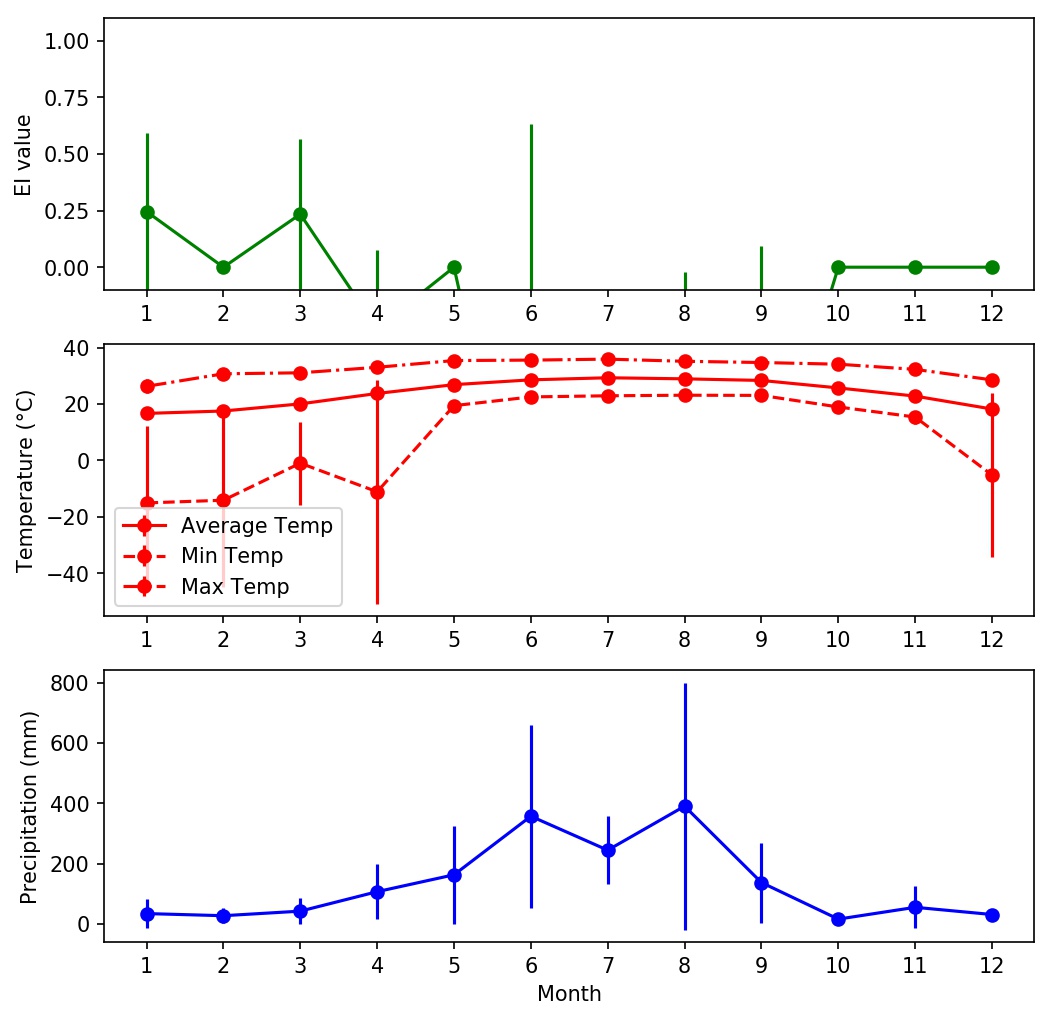 EI value
1.00
0.75
0.50
0.25
0.00
1 2 3 4 5 6 7 8 9 10 11 12
Temperature (°C)
40
20
0
−20
−40
Average Temp
Min Temp
Max Temp
1 2 3 4 5 6 7 8 9 10 11 12
Precipitation (mm)
800
600
400
200
0
1 2 3 4 5 6 7 8 9 10 11 12
Month